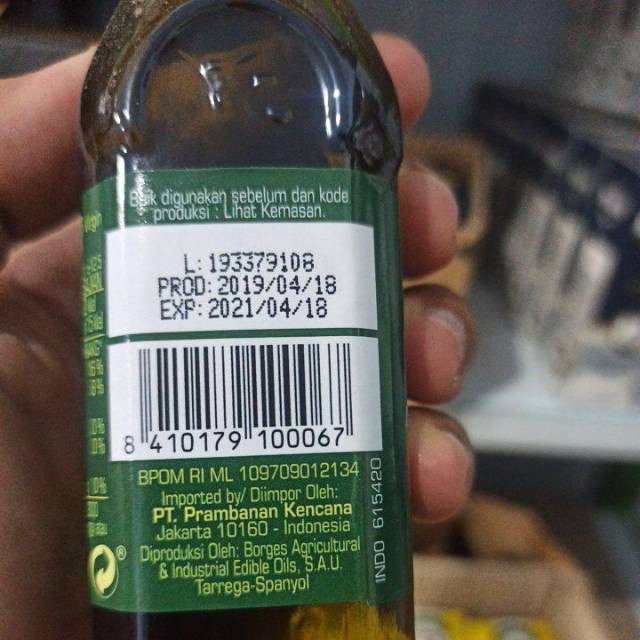 Baik digunakan sebelum dan kode
produksi : Lihat Kemasan.
L: 193379108
PROD: 2019/04/18
EXP: 2021/04/18
8 410179 100067
BPOM RI ML 109709012134
Imported by/ Diimpor Oleh:
PT. Prambanan Kencana
Jakarta 10160 - Indonesia
Diproduksi Oleh: Borges Agricultural
& Industrial Edible Oils, S.A.U.
Tarrega-Spanyol
INDO 615420
®